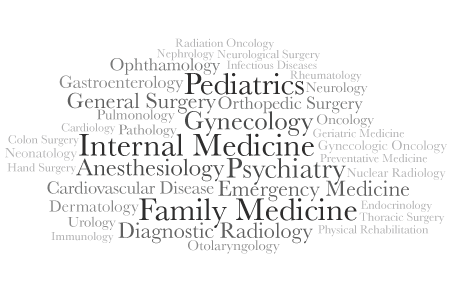 Radiation Oncology
Nephrology Neurological Surgery
Ophthamology Infectious Diseases
Rheumatology
Gastroenterology Pediatrics Neurology
General Surgery Orthopedic Surgery
Pulmonology Gynecology Oncology
Cardiology Pathology Geriatric Medicine
Colon Surgery Internal Medicine Gynecologic Oncology
Neonatology Preventative Medicine
Hand Surgery Anesthesiology Psychiatry Nuclear Radiology
Cardiovascular Disease Emergency Medicine
Dermatology Family Medicine Endocrinology
Thoracic Surgery
Urology Diagnostic Radiology Physical Rehabilitation
Immunology
Otolaryngology